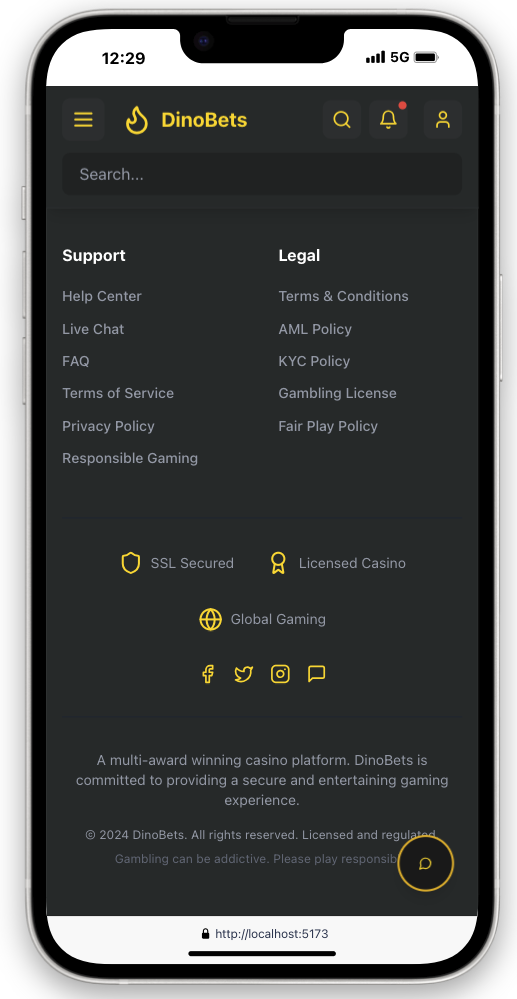 12:29
5G
DinoBets
Search...
Support
Help Center
Live Chat
FAQ
Terms of Service
Privacy Policy
Responsible Gaming
Legal
Terms & Conditions
AML Policy
KYC Policy
Gambling License
Fair Play Policy
SSL Secured
Licensed Casino
Global Gaming
A multi-award winning casino platform. DinoBets is
committed to providing a secure and entertaining gaming
experience.
© 2024 DinoBets. All rights reserved. Licensed and regulated.
Gambling can be addictive. Please play
http://localhost:5173